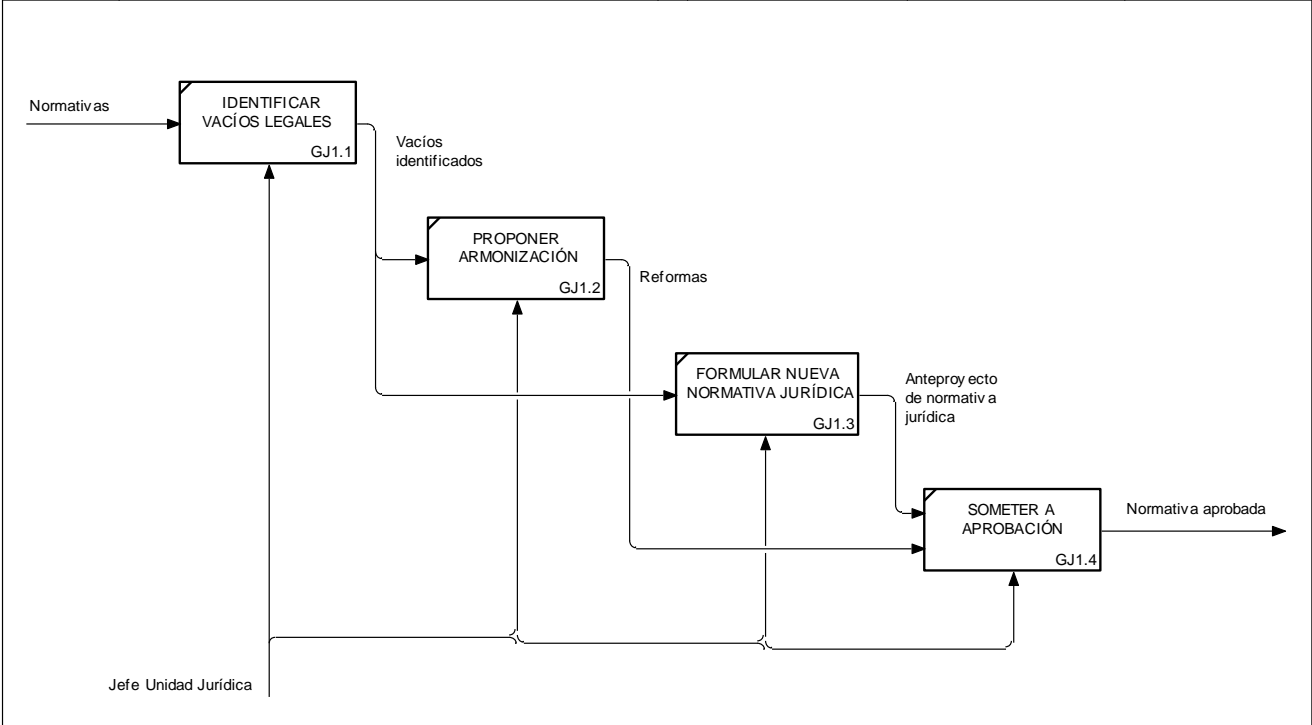 Normativas
IDENTIFICAR
VACÍOS LEGALES
GJ1.1
Vacíos
identificados
PROPONER
ARMONIZACIÓN
GJ1.2
Reformas
FORMULAR NUEVA
NORMATIVA JURÍDICA
GJ1.3
Anteproyecto
de normativa
jurídica
SOMETER A
APROBACIÓN
GJ1.4
Normativa aprobada
Jefe Unidad Jurídica